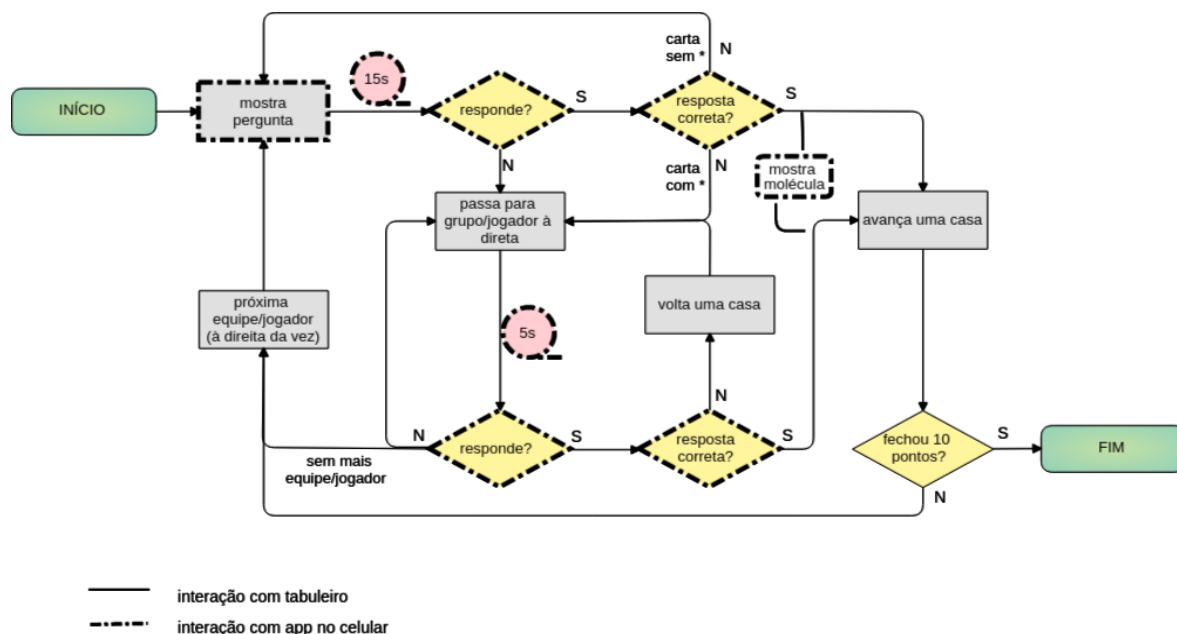 carta
sem *
N
INÍCIO
mostra
pergunta
15s
responde?
S
resposta
correta?
S
N
carta
com *
N
mostra
molécula
passa para
grupo/jogador à
direta
avança uma casa
próxima
equipe/jogador
(à direita da vez)
volta uma casa
5s
N
N
responde?
S
resposta
correta?
S
fechou 10
pontos?
S
FIM
sem mais
equipe/jogador
N
interação com tabuleiro
interação com app no celular